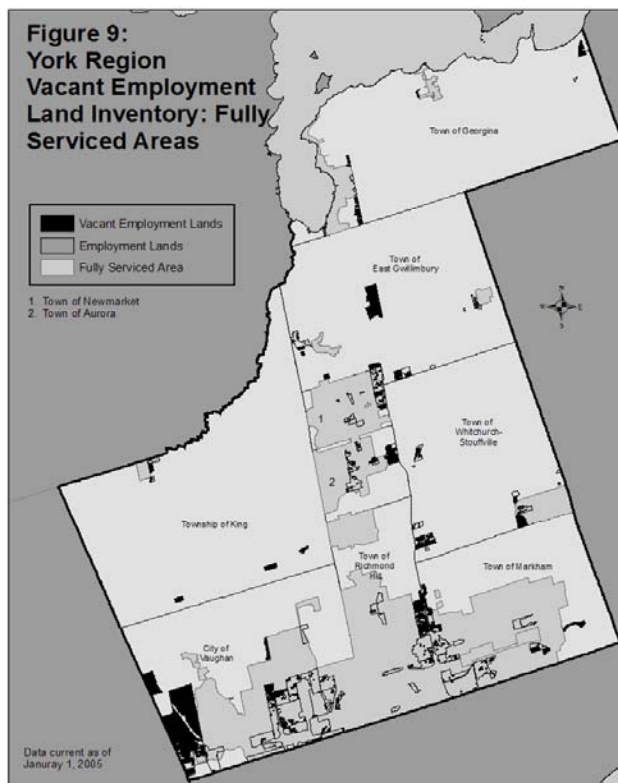 Figure 9:
York Region
Vacant Employment
Land Inventory: Fully
Serviced Areas
Vacant Employment Lands
Employment Lands
Fully Serviced Area
1. Town of Newmarket
2. Town of Aurora
Town of Georgina
Town of
East Gwillimbury
N
W
E
S
1
Town of
Whitchurch-
Stouffville
2
Township of King
Town of
Richmond
Hill
Town of Markham
City of
Vaughan
Data current as of
Januray 1, 2005